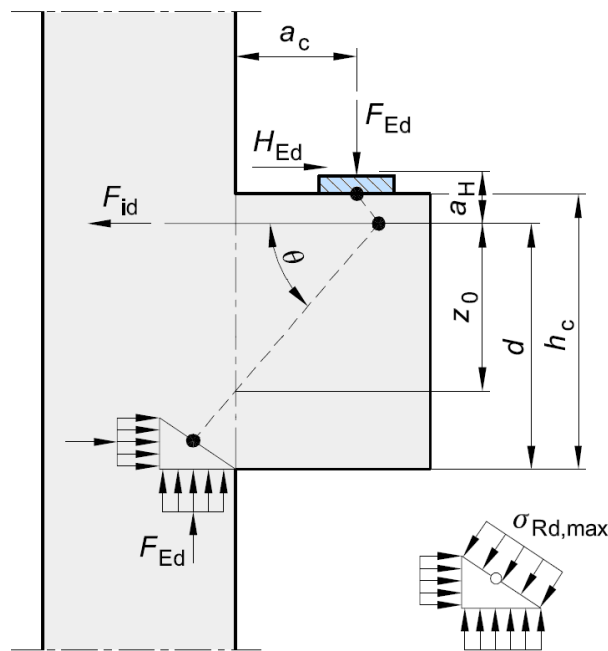 a_c
F_Ed
H_Ed
a_H
F_id
θ
z_0
d
h_c
F_Ed
σ_Rd,max